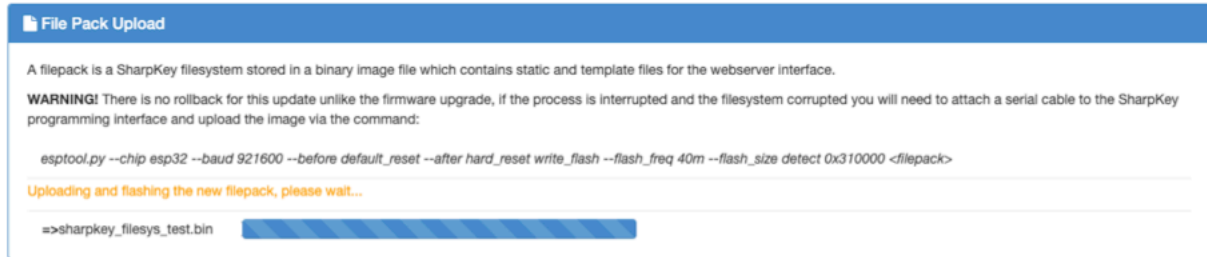 File Pack Upload
A filepack is a SharpKey filesystem stored in a binary image file which contains static and template files for the webserver interface.
WARNING! There is no rollback for this update unlike the firmware upgrade, if the process is interrupted and the filesystem corrupted you will need to attach a serial cable to the SharpKey
programming interface and upload the image via the command:
esptool.py --chip esp32 --baud 921600 --before default_reset --after hard_reset write_flash --flash_freq 40m --flash_size detect 0x310000 <filepack>
Uploading and flashing the new filepack, please wait...
=>sharpkey_filesys_test.bin